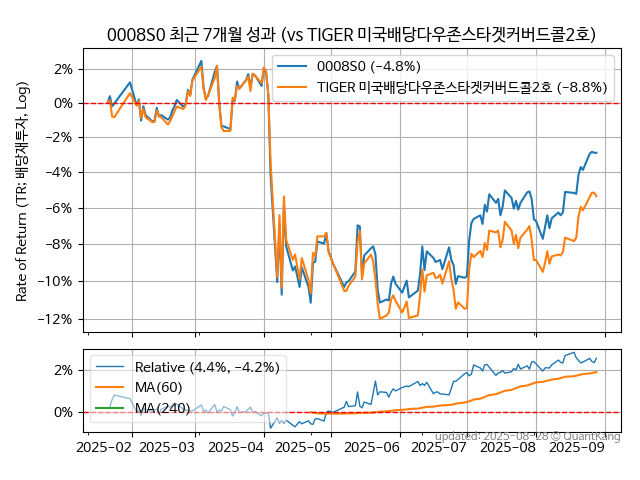 0008S0 최근 7개월 성과 (vs TIGER 미국배당다우존스타겟커버드콜2호)
Rate of Return (TR: 배당재투자, Log)
2%
0%
−2%
−4%
−6%
−8%
−10%
−12%
0008S0 (−4.8%)
TIGER 미국배당다우존스타겟커버드콜2호 (−8.8%)
2%
0%
Relative (4.4%, −4.2%)
MA(60)
MA(240)
updated: 2025-08-28 © QuantKang
2025−02 2025−03 2025−04 2025−05 2025−06 2025−07 2025−08 2025−09